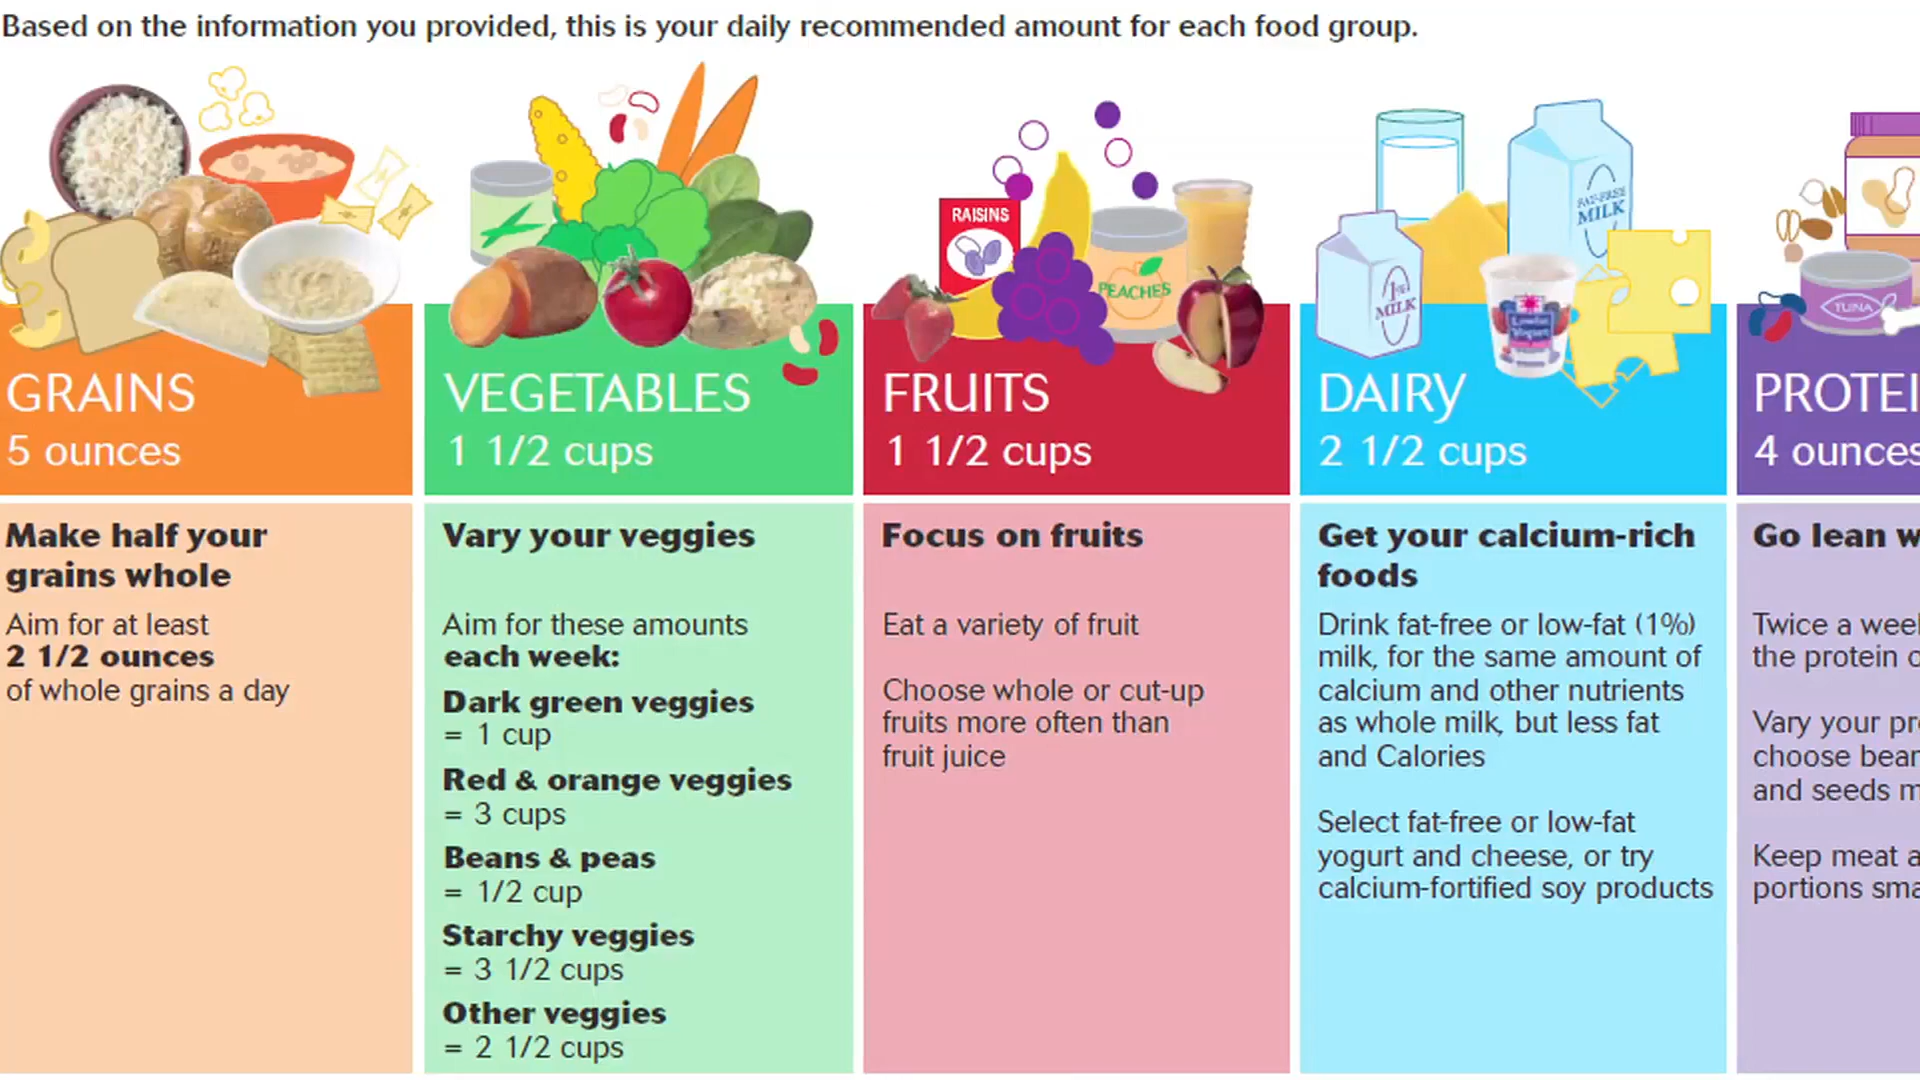 Based on the information you provided, this is your daily recommended amount for each food group.
RAISINS
PEACHES
FAT-FREE
MILK
1%
MILK
Lowfat
Yogurt
TUNA
GRAINS
5 ounces
Make half your
grains whole
Aim for at least
2 1/2 ounces
of whole grains a day
VEGETABLES
1 1/2 cups
Vary your veggies
Aim for these amounts
each week:
Dark green veggies
= 1 cup
Red & orange veggies
= 3 cups
Beans & peas
= 1/2 cup
Starchy veggies
= 3 1/2 cups
Other veggies
= 2 1/2 cups
FRUITS
1 1/2 cups
Focus on fruits
Eat a variety of fruit
Choose whole or cut-up
fruits more often than
fruit juice
DAIRY
2 1/2 cups
Get your calcium-rich
foods
Drink fat-free or low-fat (1%)
milk, for the same amount of
calcium and other nutrients
as whole milk, but less fat
and Calories
Select fat-free or low-fat
yogurt and cheese, or try
calcium-fortified soy products
PROTEI
4 ounces
Go lean w
Twice a wee
the protein o
Vary your pr
choose bea
and seeds m
Keep meat a
portions sma